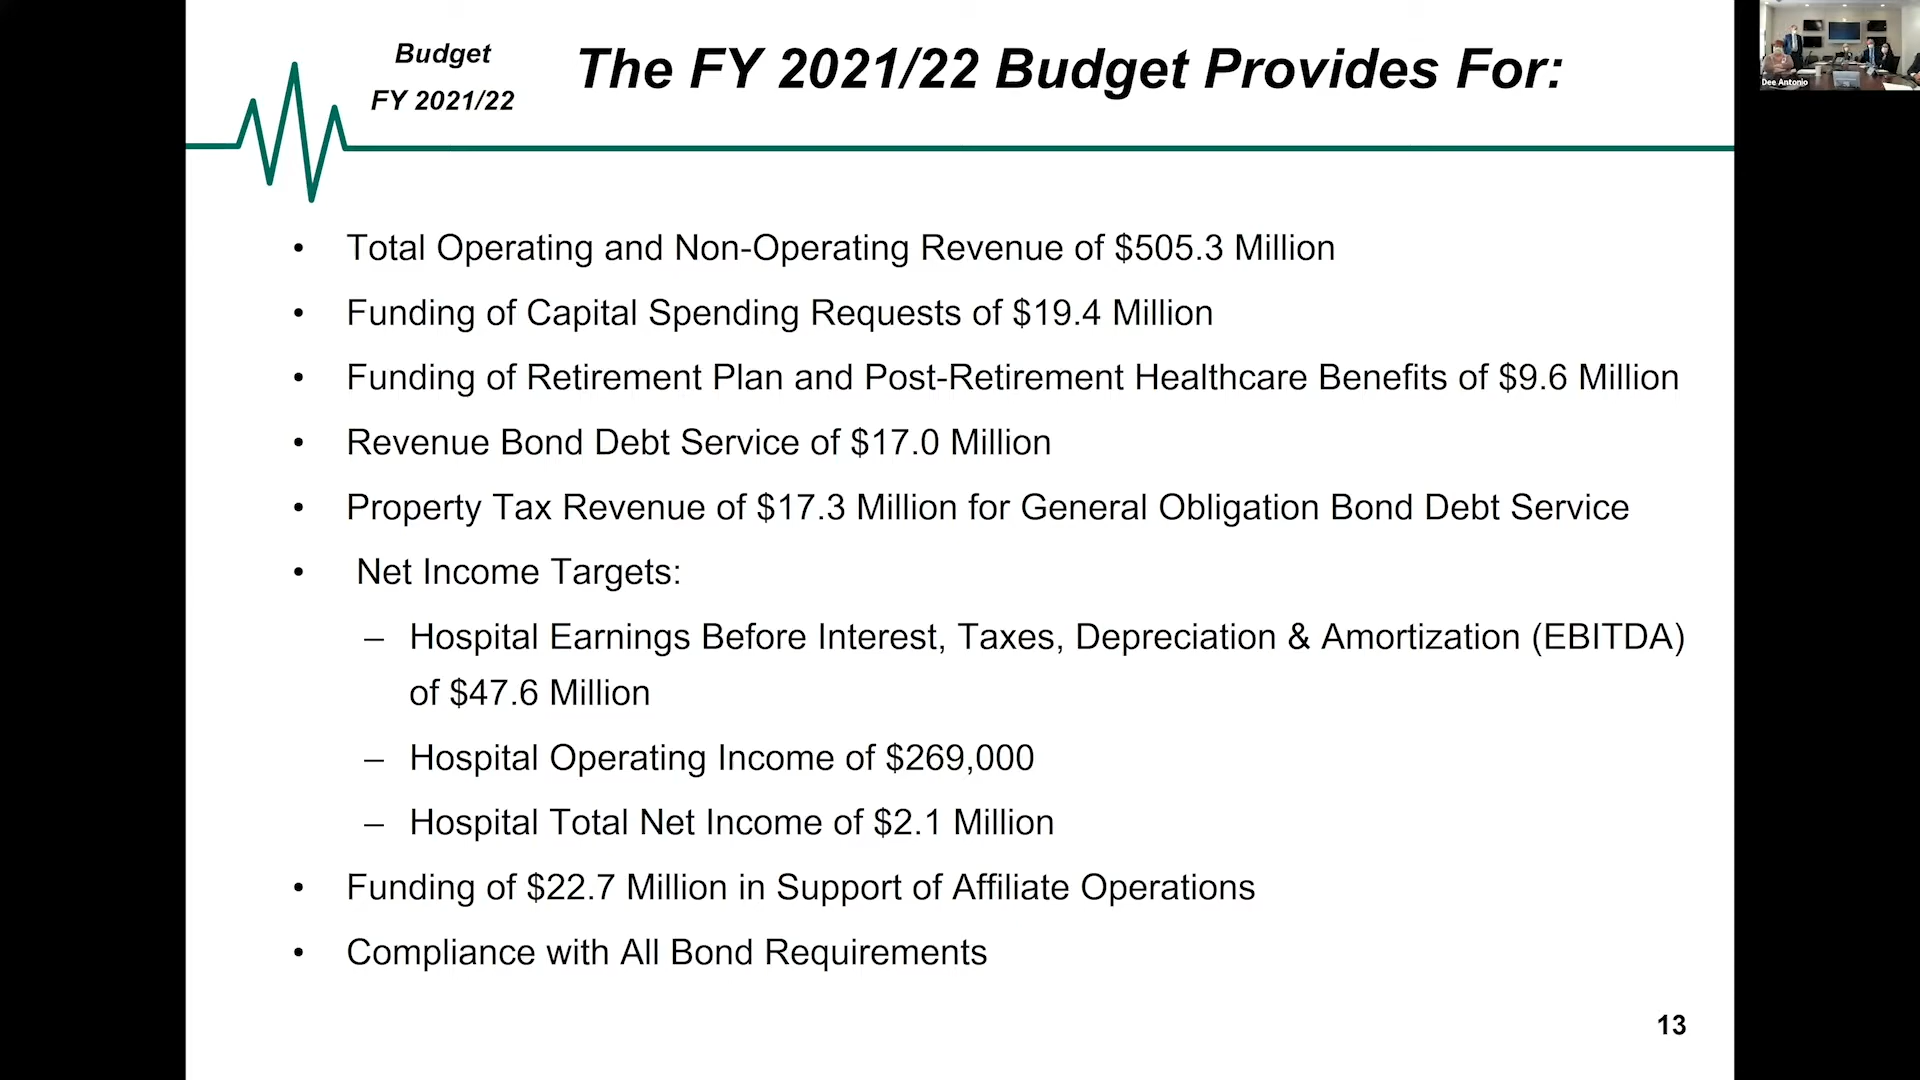 Budget
FY 2021/22
The FY 2021/22 Budget Provides For:
Dee Antonio
• Total Operating and Non-Operating Revenue of $505.3 Million
• Funding of Capital Spending Requests of $19.4 Million
• Funding of Retirement Plan and Post-Retirement Healthcare Benefits of $9.6 Million
• Revenue Bond Debt Service of $17.0 Million
• Property Tax Revenue of $17.3 Million for General Obligation Bond Debt Service
• Net Income Targets:
– Hospital Earnings Before Interest, Taxes, Depreciation & Amortization (EBITDA)
of $47.6 Million
– Hospital Operating Income of $269,000
– Hospital Total Net Income of $2.1 Million
• Funding of $22.7 Million in Support of Affiliate Operations
• Compliance with All Bond Requirements
13